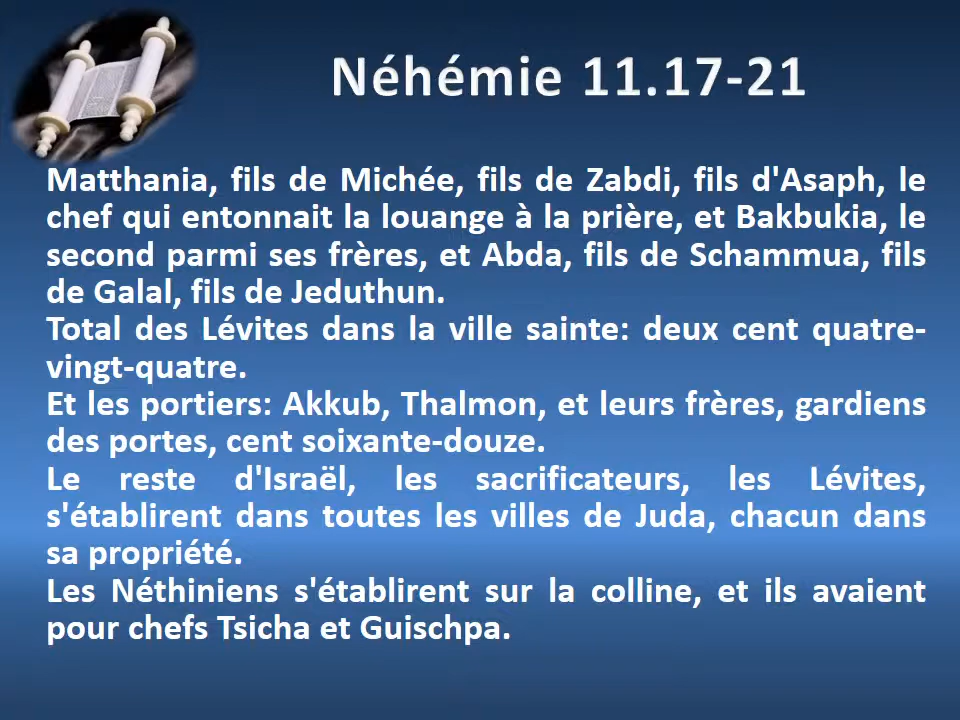 Néhémie 11.17-21
Matthania, fils de Michée, fils de Zabdi, fils d'Asaph, le
chef qui entonnait la louange à la prière, et Bakbukia, le
second parmi ses frères, et Abda, fils de Schammua, fils
de Galal, fils de Jeduthun.
Total des Lévites dans la ville sainte: deux cent quatre-
vingt-quatre.
Et les portiers: Akkub, Thalmon, et leurs frères, gardiens
des portes, cent soixante-douze.
Le reste d'Israël, les sacrificateurs, les Lévites,
s'établirent dans toutes les villes de Juda, chacun dans
sa propriété.
Les Néthiniens s'établirent sur la colline, et ils avaient
pour chefs Tsicha et Guischpa.